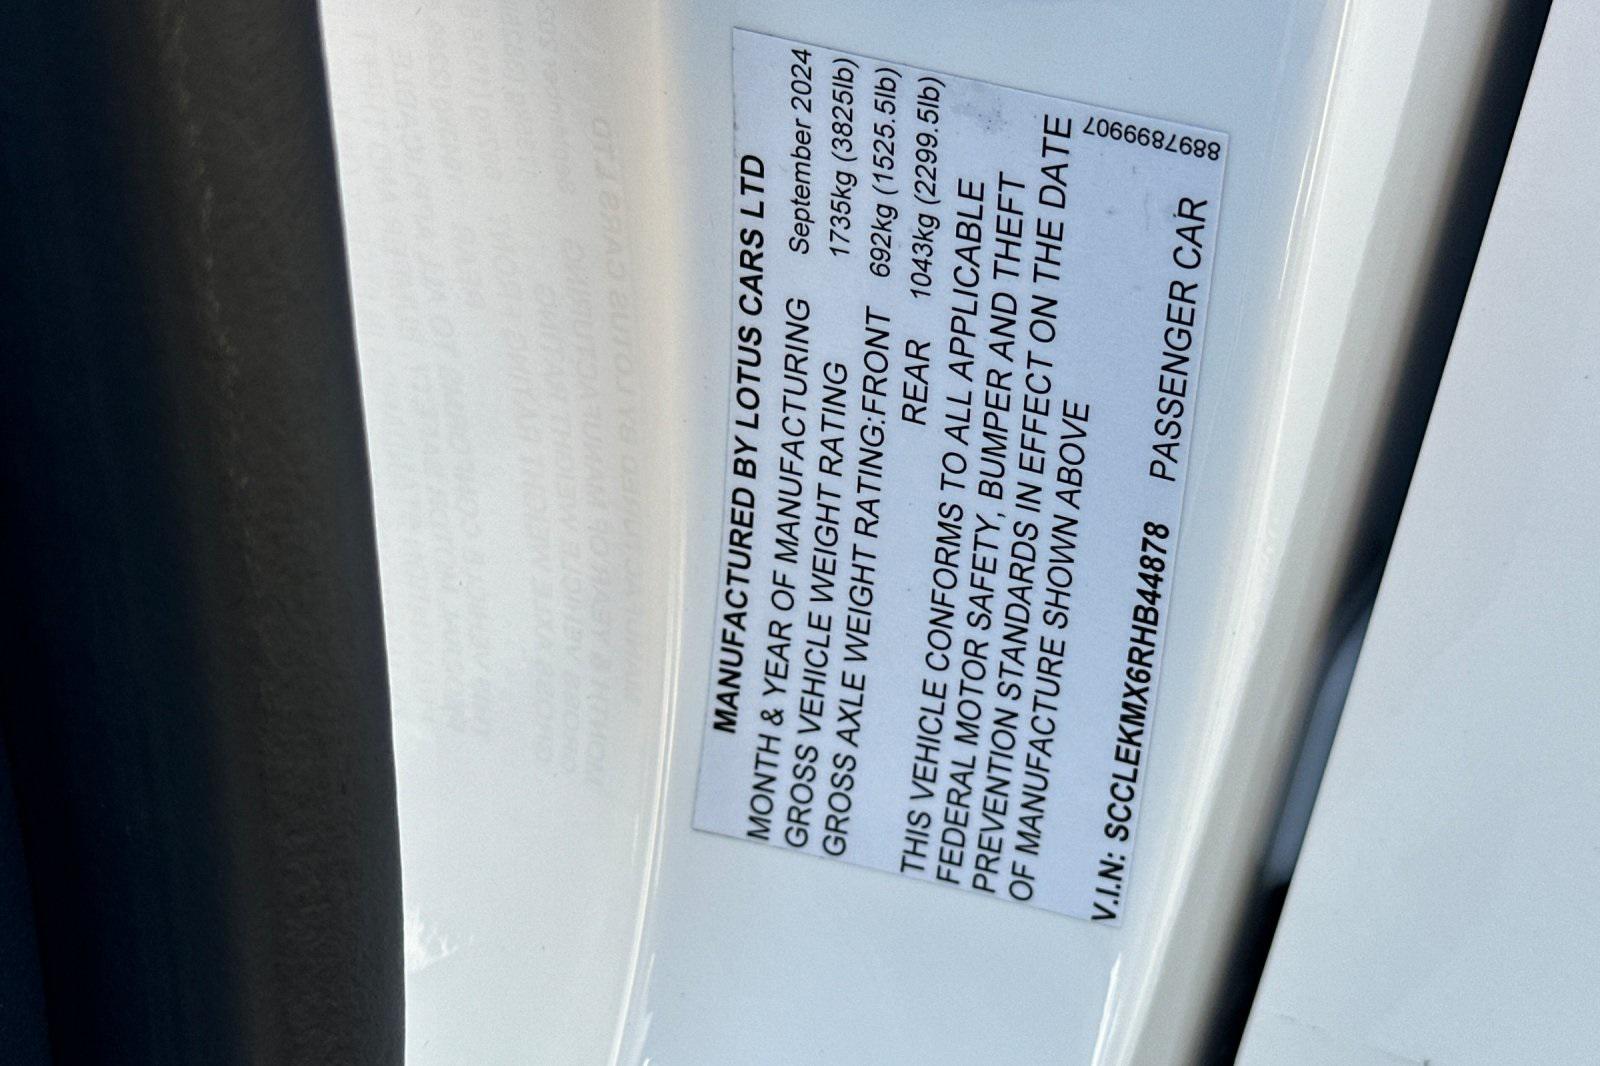 MANUFACTURED BY LOTUS CARS LTD
MONTH & YEAR OF MANUFACTURING September 2024
GROSS VEHICLE WEIGHT RATING 1735kg (3825lb)
GROSS AXLE WEIGHT RATING:FRONT 692kg (1525.5lb)
REAR 1043kg (2299.5lb)
THIS VEHICLE CONFORMS TO ALL APPLICABLE
FEDERAL MOTOR SAFETY, BUMPER AND THEFT
PREVENTION STANDARDS IN EFFECT ON THE DATE
OF MANUFACTURE SHOWN ABOVE
V.I.N: SCCLEKMX6RHB44878 PASSENGER CAR
8897899907